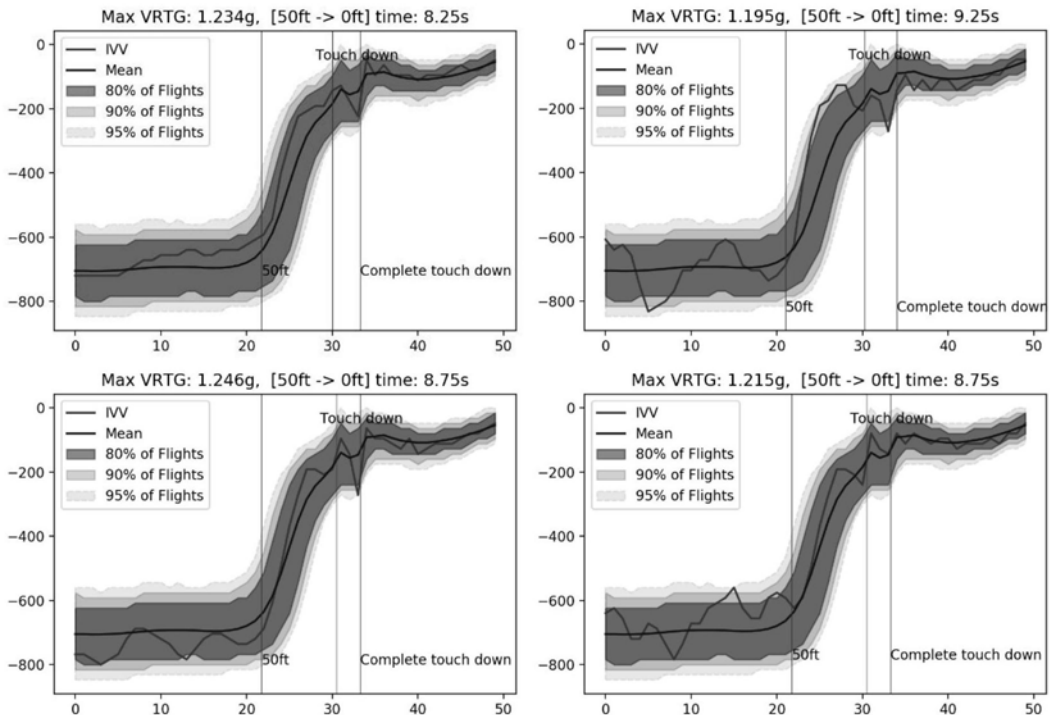 Max VRTG: 1.234g,  [50ft -> 0ft] time: 8.25s
0
−200
−400
−600
−800
IVV
Mean
80% of Flights
90% of Flights
95% of Flights
Touch down
50ft
Complete touch down
0
10
20
30
40
50
Max VRTG: 1.195g,  [50ft -> 0ft] time: 9.25s
0
−200
−400
−600
−800
IVV
Mean
80% of Flights
90% of Flights
95% of Flights
Touch down
50ft
Complete touch down
0
10
20
30
40
50
Max VRTG: 1.246g,  [50ft -> 0ft] time: 8.75s
0
−200
−400
−600
−800
IVV
Mean
80% of Flights
90% of Flights
95% of Flights
Touch down
50ft
Complete touch down
0
10
20
30
40
50
Max VRTG: 1.215g,  [50ft -> 0ft] time: 8.75s
0
−200
−400
−600
−800
IVV
Mean
80% of Flights
90% of Flights
95% of Flights
Touch down
50ft
Complete touch down
0
10
20
30
40
50